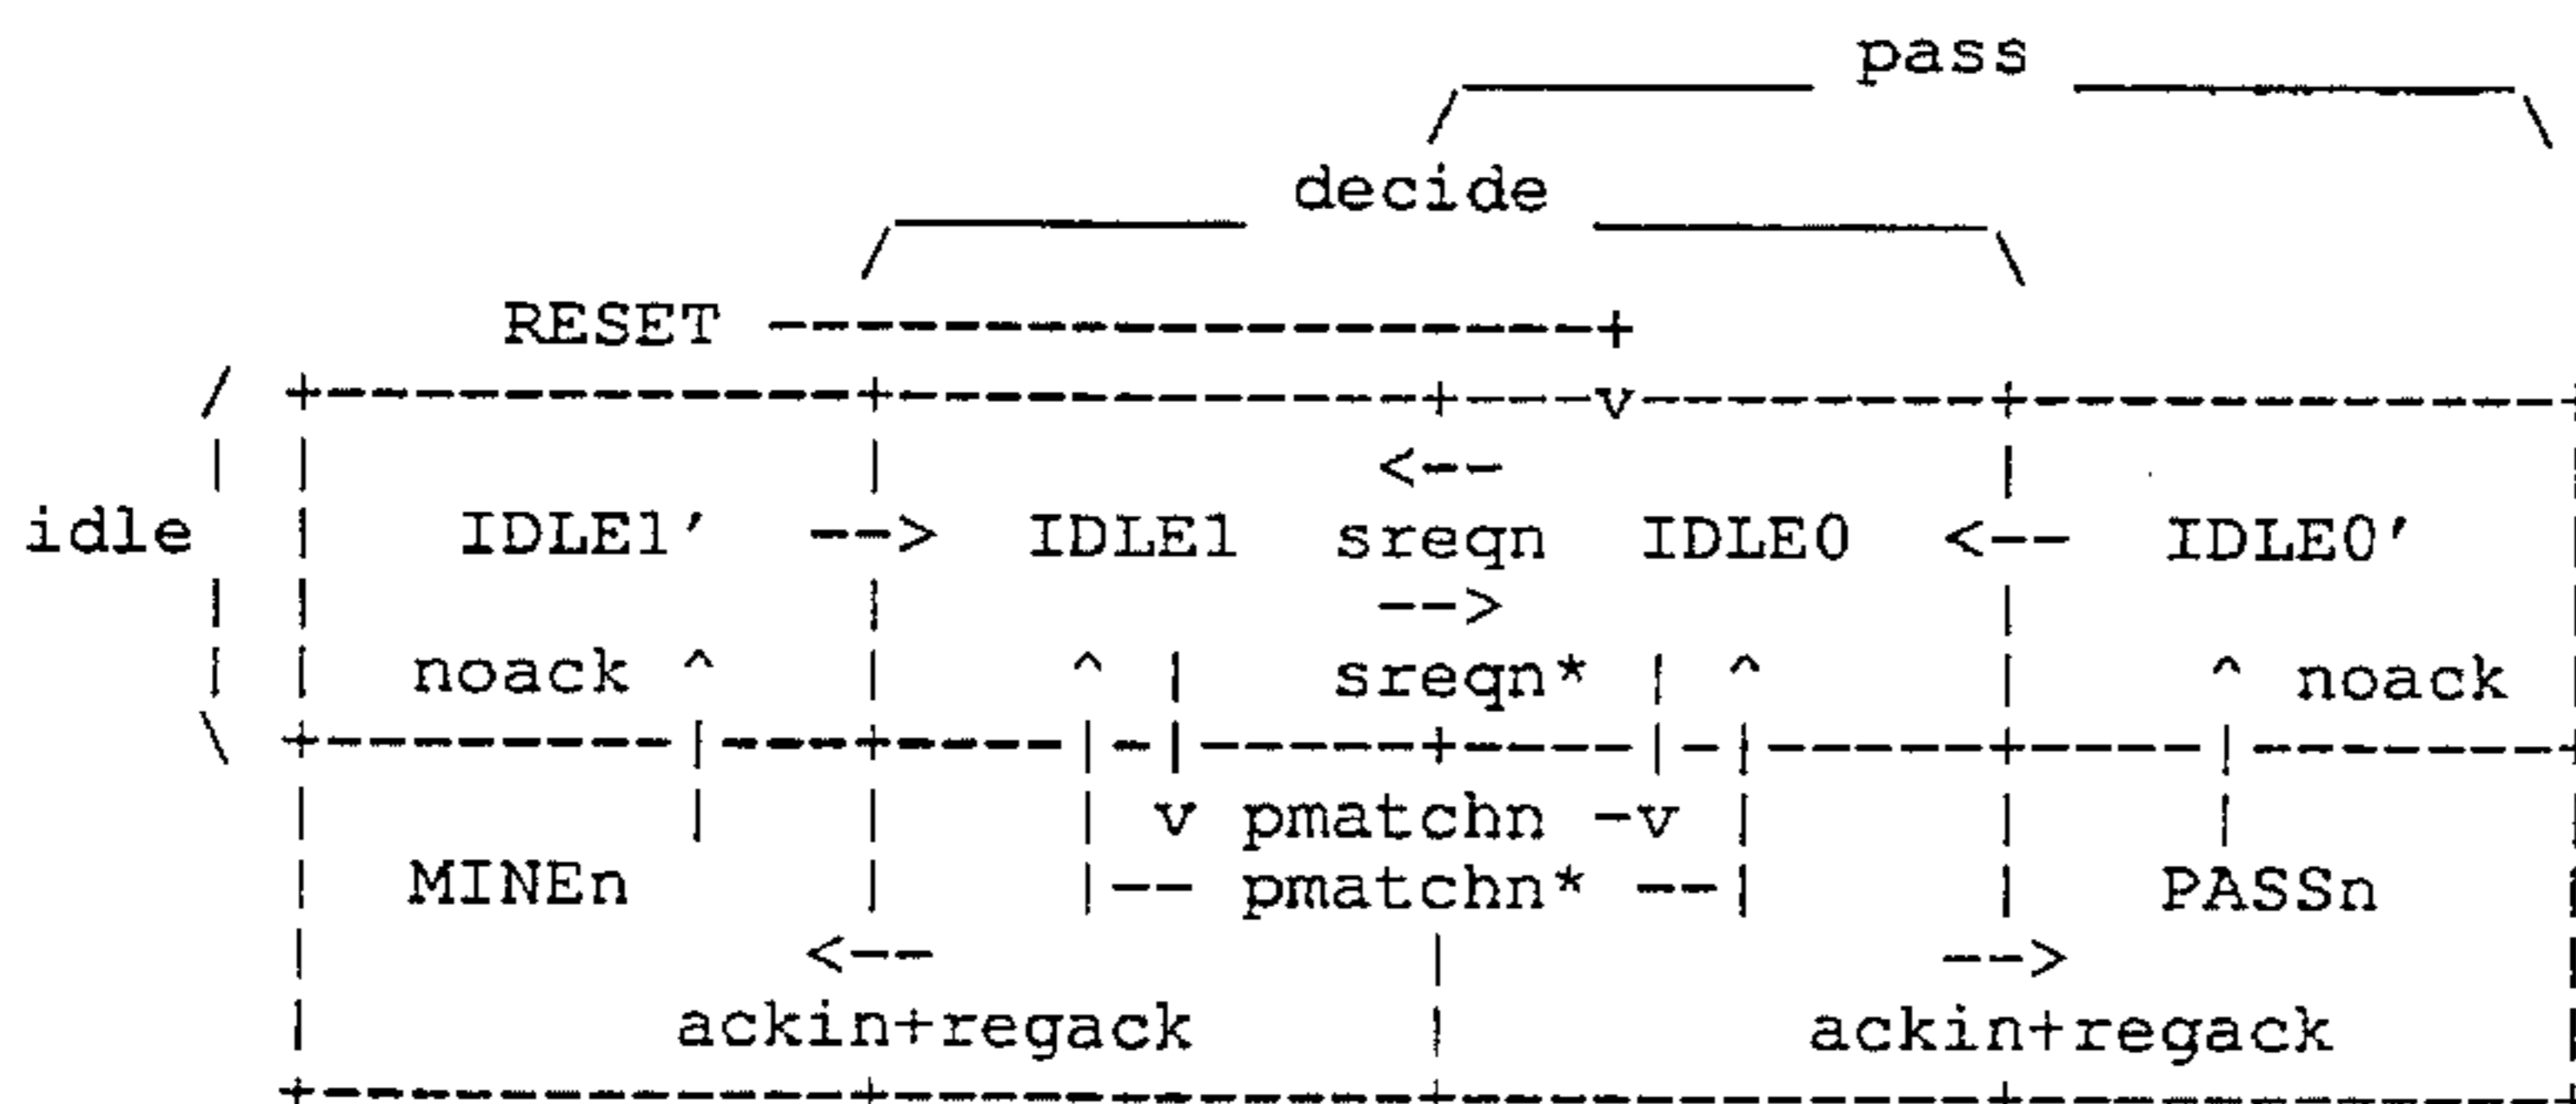 pass
decide
RESET
<--
idle IDLE1' --> IDLE1 sreqn IDLE0 <-- IDLE0'
-->
noack ^ ^ sreqn* ^ ^ noack
v pmatchn -v
MINEn -- pmatchn* -- PASSn
<-- -->
ackin+regack ackin+regack